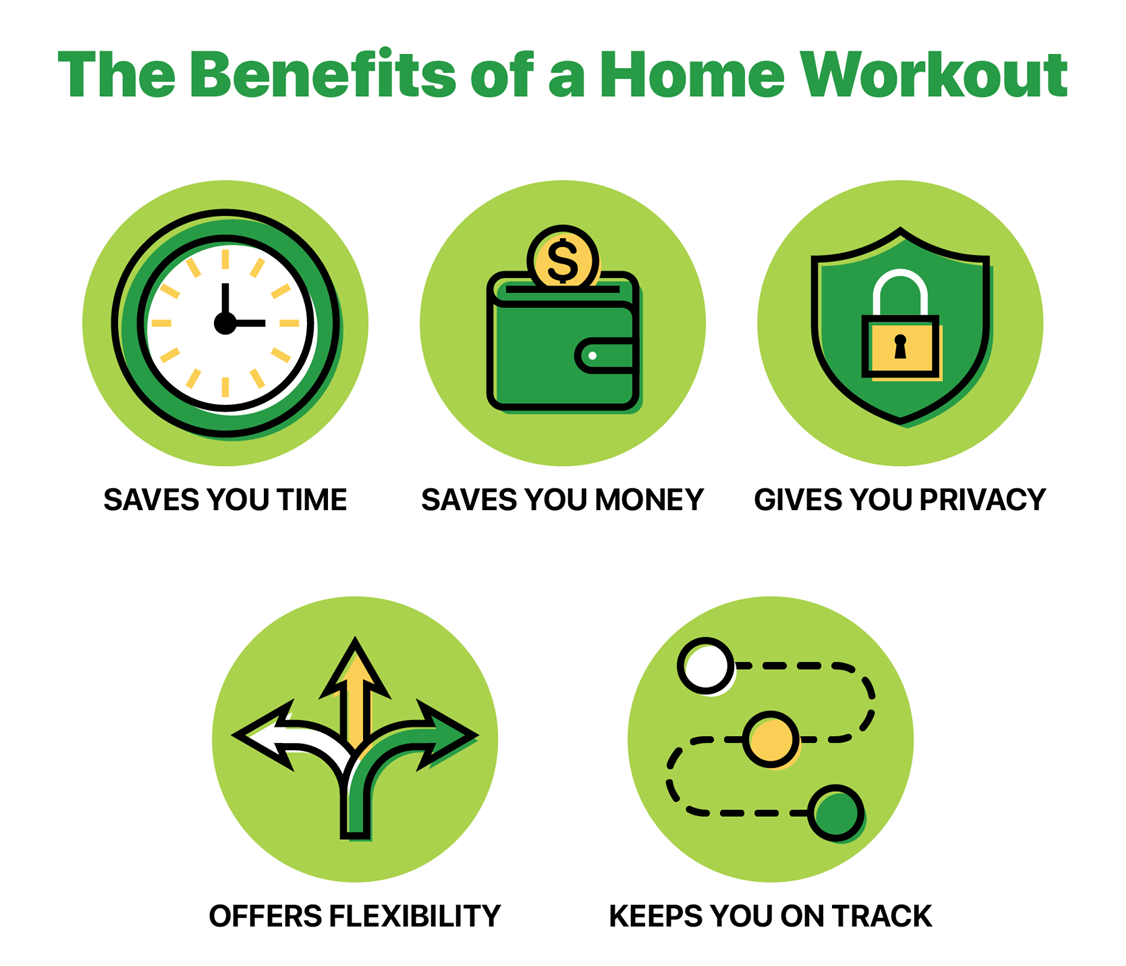 The Benefits of a Home Workout
$
SAVES YOU TIME
SAVES YOU MONEY
GIVES YOU PRIVACY
OFFERS FLEXIBILITY
KEEPS YOU ON TRACK